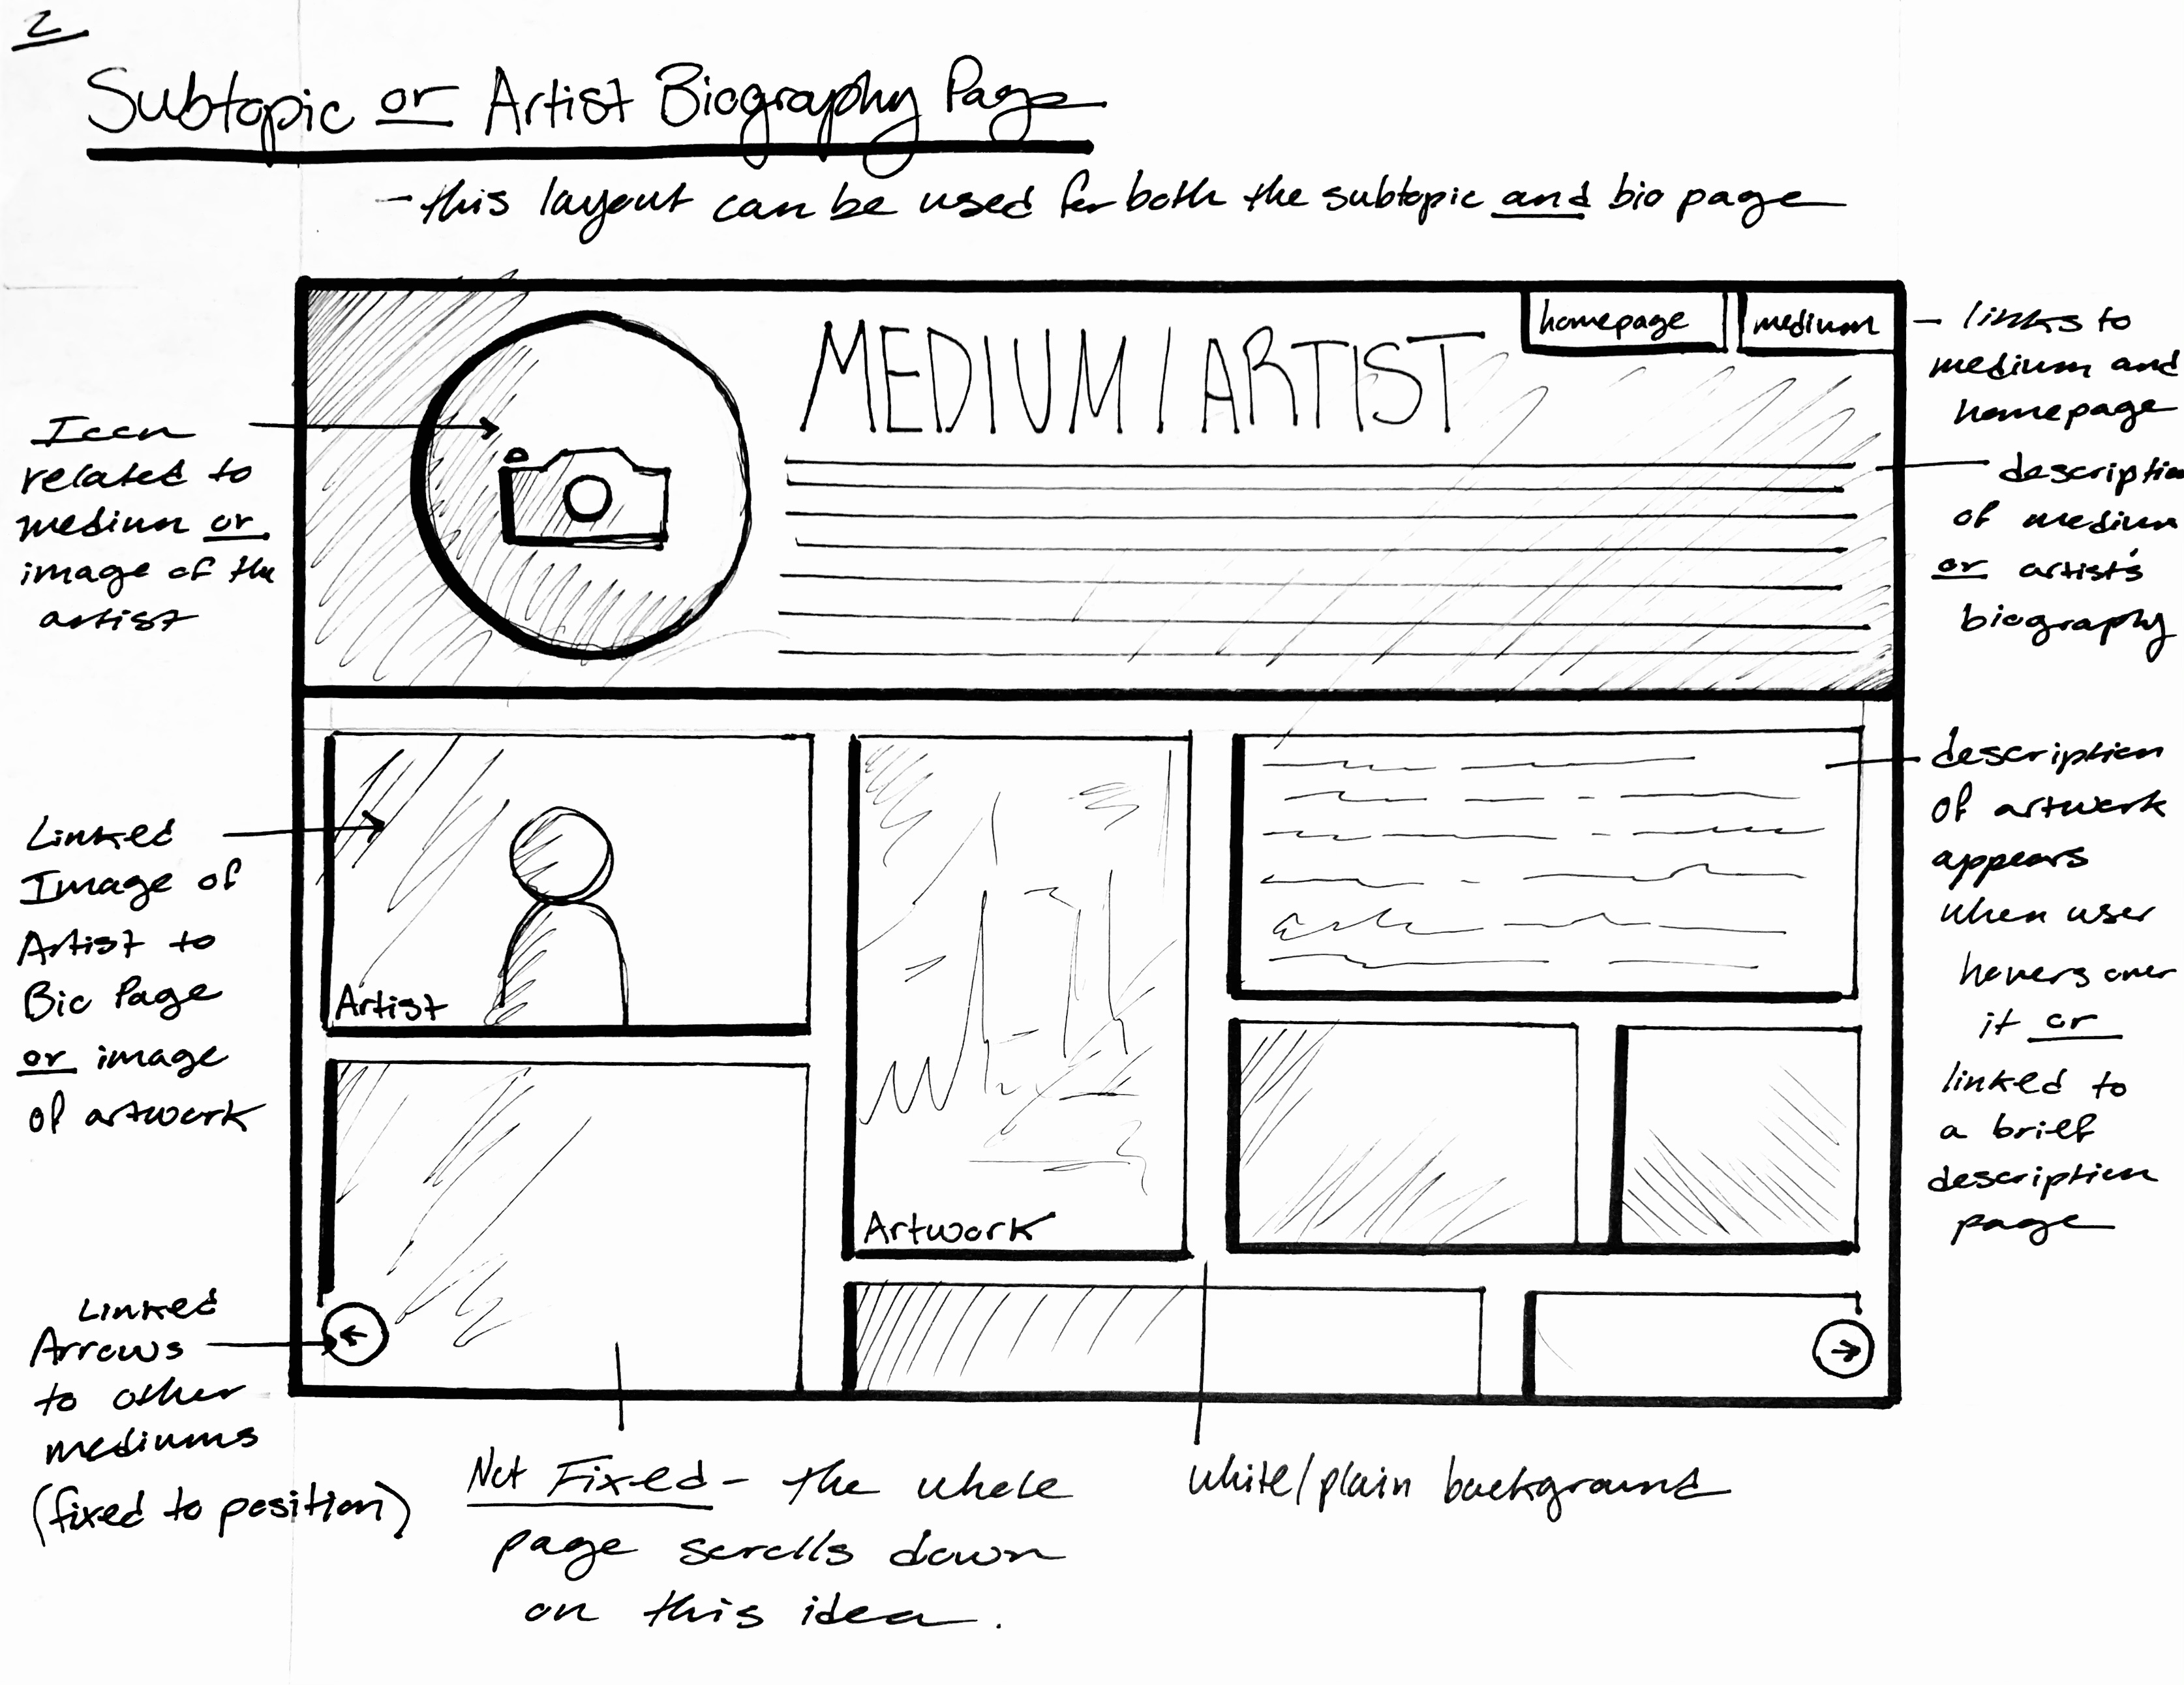 2
Subtopic or Artist Biography Page
- this layout can be used for both the subtopic and bio page
homepage
medium
MEDIUM/ARTIST
- links to
medium and
homepage
Icon
related to
medium or
image of the
artist
description
of medium
or artist's
biography
Linked
Image of
Artist to
Bio Page
or image
of artwork
Artist
Artwork
description
of artwork
appears
when user
hovers over
it or
linked to
a brief
description
page
Linked
Arrows
to other
mediums
(fixed to position)
Not Fixed - the whole
page scrolls down
on this idea.
white/plain background